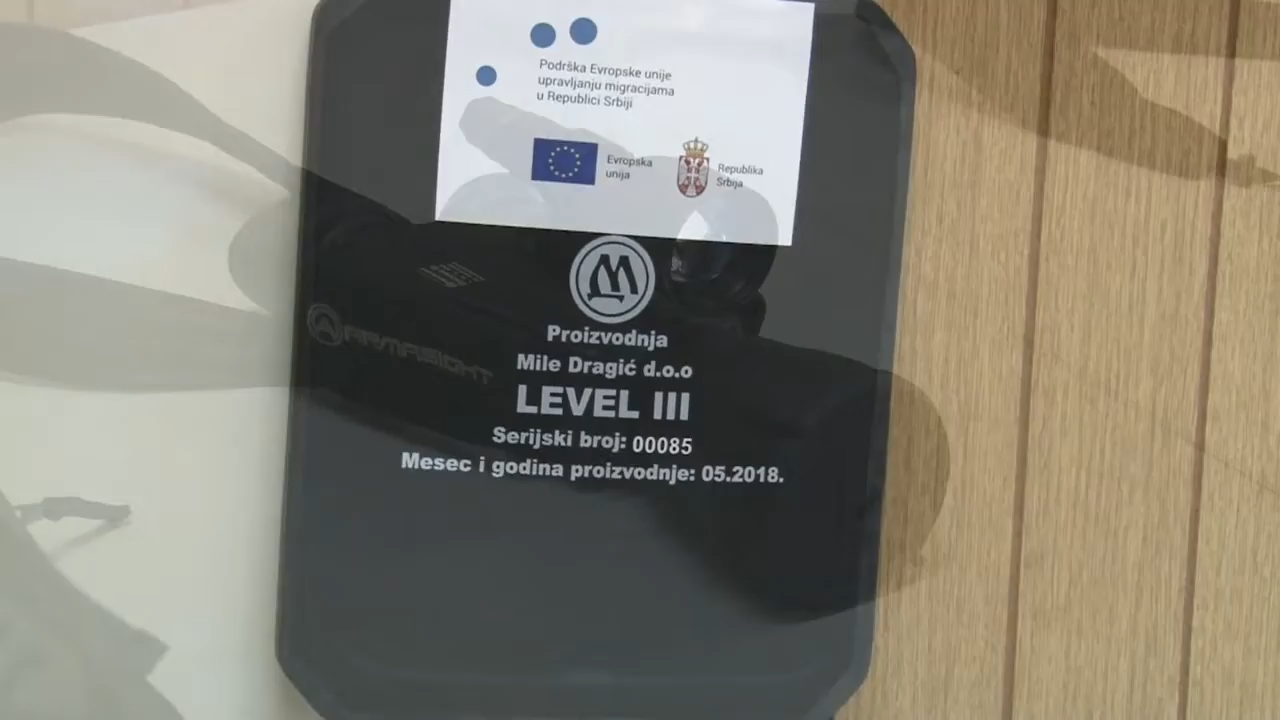 Podrška Evropske unije
upravljanju migracijama
u Republici Srbiji
Evropska
unija
Republika
Srbija
Proizvodnja
Mile Dragić d.o.o
LEVEL III
Serijski broj: 00085
Mesec i godina proizvodnje: 05.2018.
ARMASIGHT